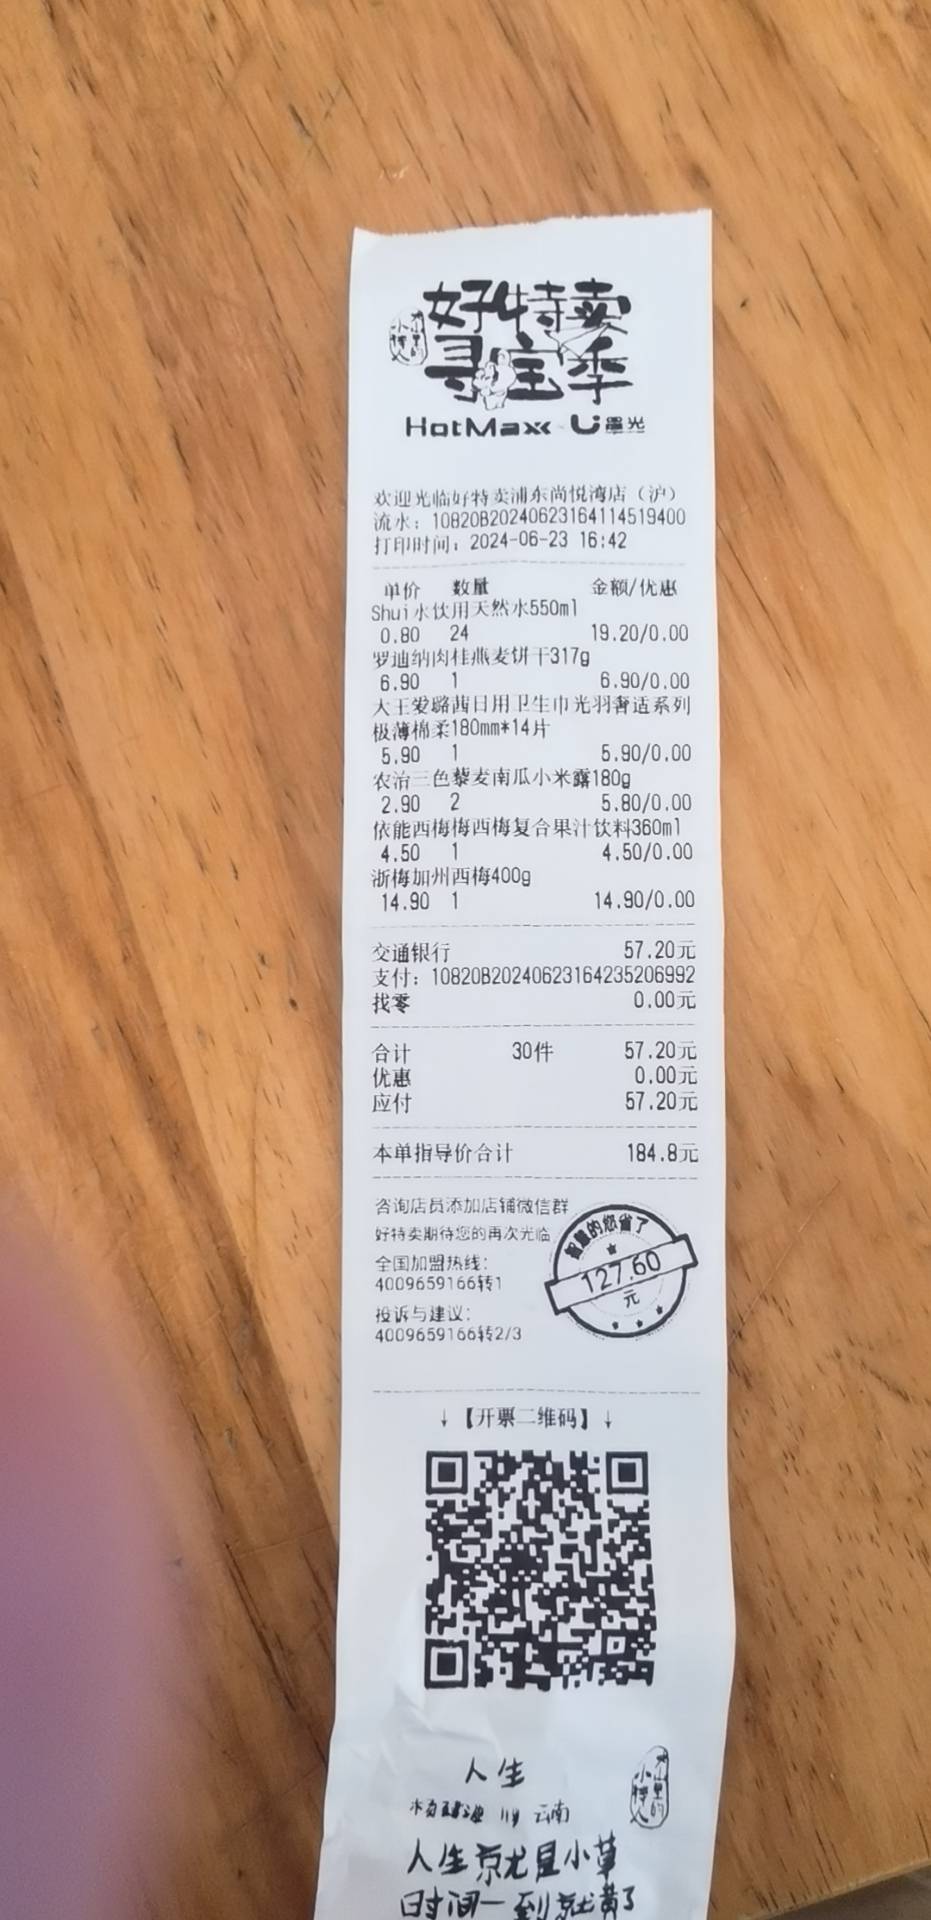 好特卖
寻宝季
HotMaxx U墨光
欢迎光临好特卖浦东尚悦湾店（沪）
流水：10820B20240623164114519400
打印时间：2024-06-23 16:42
单价 数量 金额/优惠
Shui水饮用天然水550ml
0.80 24 19.20/0.00
罗迪纳肉桂燕麦饼干317g
6.90 1 6.90/0.00
大王爱璐茜日用卫生巾光羽奢适系列
极薄棉柔180mm*14片
5.90 1 5.90/0.00
农治三色藜麦南瓜小米露180g
2.90 2 5.80/0.00
依能西梅梅西梅复合果汁饮料360ml
4.50 1 4.50/0.00
浙梅加州西梅400g
14.90 1 14.90/0.00
交通银行 57.20元
支付：10820B20240623164235206992
找零 0.00元
合计 30件 57.20元
优惠 0.00元
应付 57.20元
本单指导价合计 184.8元
咨询店员添加店铺微信群
好特卖期待您的再次光临
全国加盟热线：
4009659166转1
投诉与建议：
4009659166转2/3
智慧的您省了
127.60
元
↓【开票二维码】↓
人生
云南
人生就是小草
时间一到就黄了